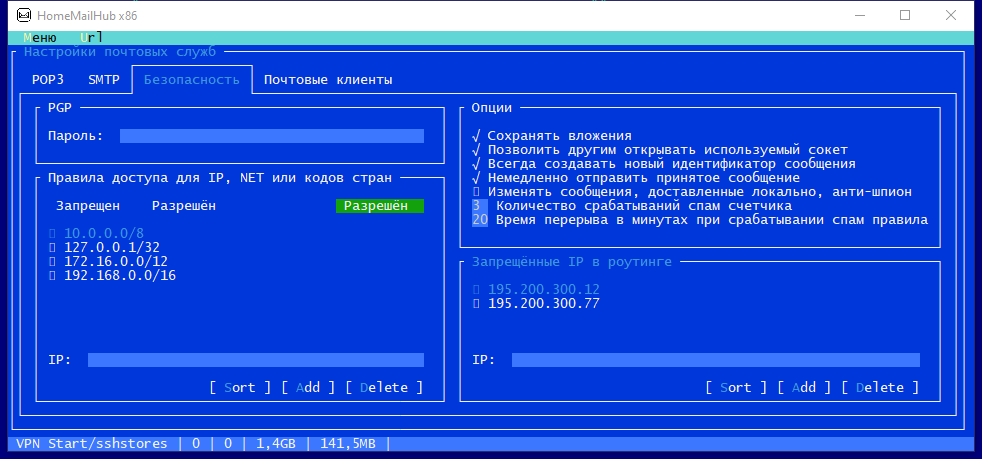 HomeMailHub x86
Меню Url
Настройки почтовых служб
POP3 SMTP Безопасность Почтовые клиенты
PGP
Пароль:
Правила доступа для IP, NET или кодов стран
Запрещен Разрешён Разрешён
10.0.0.0/8
127.0.0.1/32
172.16.0.0/12
192.168.0.0/16
IP:
[ Sort ] [ Add ] [ Delete ]
Опции
√ Сохранять вложения
√ Позволить другим открывать используемый сокет
√ Всегда создавать новый идентификатор сообщения
√ Немедленно отправить принятое сообщение
Изменять сообщения, доставленные локально, анти-шпион
3 Количество срабатываний спам счетчика
20 Время перерыва в минутах при срабатывании спам правила
Запрещённые IP в роутинге
195.200.300.12
195.200.300.77
IP:
[ Sort ] [ Add ] [ Delete ]
VPN Start/sshstores | 0 | 0 | 1,4GB | 141,5MB |